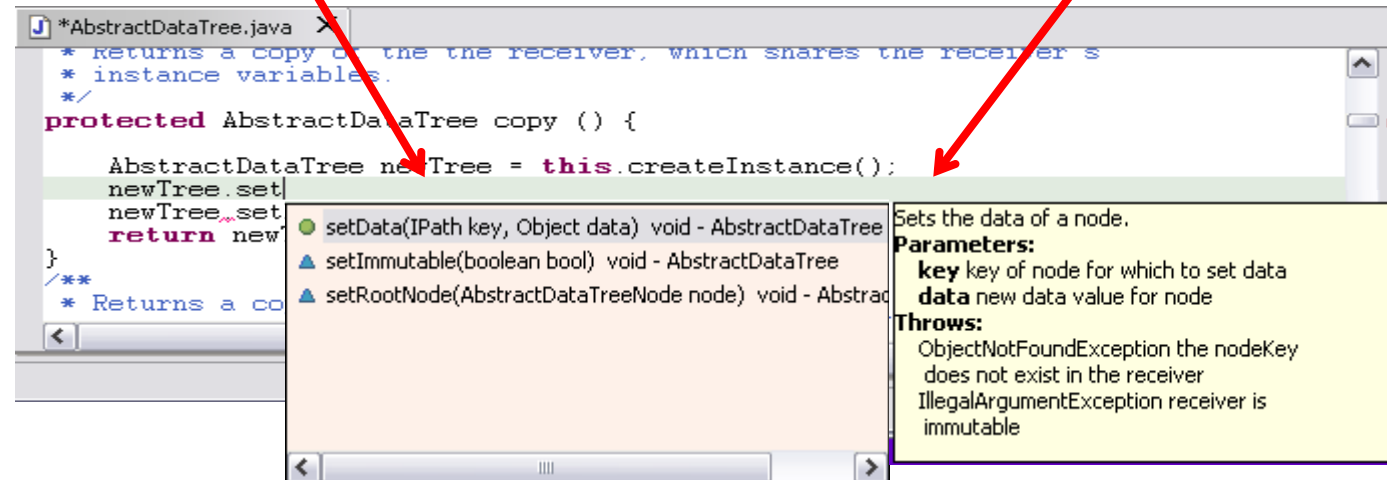 *AbstractDataTree.java
* Returns a copy of the the receiver, which shares the receiver s
* instance variables.
*/
protected AbstractDataTree copy () {
AbstractDataTree newTree = this.createInstance();
newTree.set
newTree.set
return newT
}
/**
* Returns a co
setData(IPath key, Object data) void - AbstractDataTree
setImmutable(boolean bool) void - AbstractDataTree
setRootNode(AbstractDataTreeNode node) void - Abstrac
Sets the data of a node.
Parameters:
key key of node for which to set data
data new data value for node
Throws:
ObjectNotFoundException the nodeKey
does not exist in the receiver
IllegalArgumentException receiver is
immutable